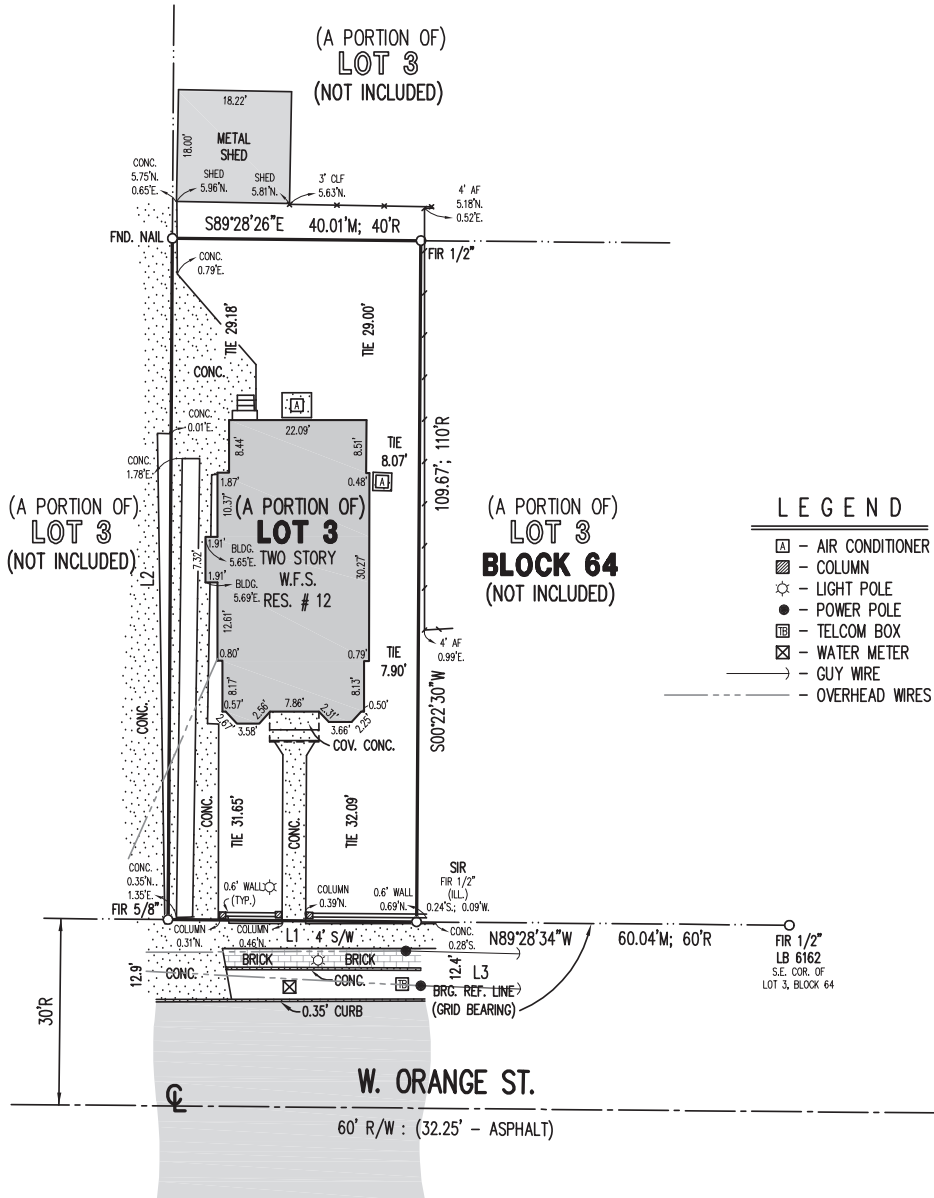 (A PORTION OF)
LOT 3
(NOT INCLUDED)
18.22'
18.00'
METAL
SHED
CONC.
5.75'N.
0.65'E.
SHED
5.96'N.
SHED
5.81'N.
3' CLF
5.63'N.
4' AF
5.18'N.
0.52'E.
S89°28'26"E 40.01'M; 40'R
FND. NAIL
FIR 1/2"
CONC.
0.79'E.
TIE 29.18'
TIE 29.00'
CONC.
A
22.09'
8.44'
8.51'
TIE
8.07'
A
109.67'; 110'R
CONC.
0.01'E.
CONC.
1.78'E.
1.87'
0.48'
10.37'
(A PORTION OF)
LOT 3
(NOT INCLUDED)
(A PORTION OF)
LOT 3
TWO STORY
W.F.S.
RES. # 12
1.91'
BLDG.
5.65'E.
1.91'
BLDG.
5.69'E.
7.32'
30.27'
12.61'
L2
(A PORTION OF)
LOT 3
BLOCK 64
(NOT INCLUDED)
LEGEND
A - AIR CONDITIONER
- COLUMN
- LIGHT POLE
- POWER POLE
TB - TELCOM BOX
- WATER METER
- GUY WIRE
- OVERHEAD WIRES
4' AF
0.99'E.
0.80'
0.79'
TIE
7.90'
S00°22'30"W
8.17'
8.13'
0.57'
0.50'
2.67'
3.58'
2.56'
7.86'
2.31'
3.66'
2.25'
COV. CONC.
CONC.
CONC.
TIE 31.65'
CONC.
TIE 32.09'
CONC.
0.35'N.
1.35'E.
FIR 5/8"
0.6' WALL
(TYP.)
COLUMN
0.39'N.
0.6' WALL
0.69'N.
SIR
FIR 1/2"
(ILL.)
0.24'S.; 0.09'W.
COLUMN
0.31'N.
COLUMN
0.46'N.
L1 4' S/W
CONC.
0.28'S.
N89°28'34"W 60.04'M; 60'R
FIR 1/2"
LB 6162
S.E. COR. OF
LOT 3, BLOCK 64
12.9'
CONC.
BRICK
BRICK
CONC.
12.4'
L3
TB
BRG. REF. LINE
(GRID BEARING)
0.35' CURB
30'R
W. ORANGE ST.
CL
60' R/W : (32.25' - ASPHALT)